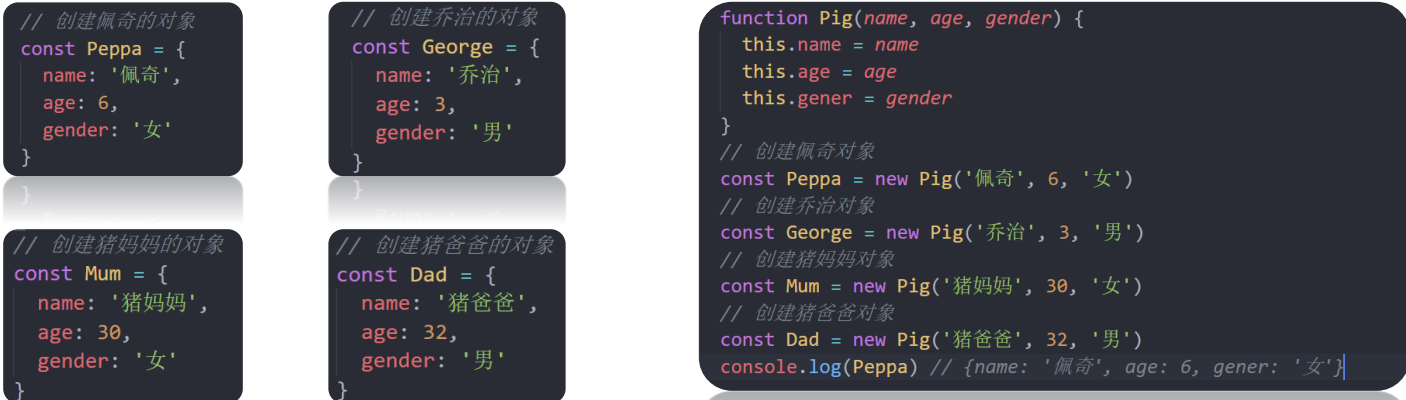 // 创建佩奇的对象
const Peppa = {
  name: '佩奇',
  age: 6,
  gender: '女'
}
// 创建乔治的对象
const George = {
  name: '乔治',
  age: 3,
  gender: '男'
}
// 创建猪妈妈的对象
const Mum = {
  name: '猪妈妈',
  age: 30,
  gender: '女'
}
// 创建猪爸爸的对象
const Dad = {
  name: '猪爸爸',
  age: 32,
  gender: '男'
}
function Pig(name, age, gender) {
  this.name = name
  this.age = age
  this.gener = gender
}
// 创建佩奇对象
const Peppa = new Pig('佩奇', 6, '女')
// 创建乔治对象
const George = new Pig('乔治', 3, '男')
// 创建猪妈妈对象
const Mum = new Pig('猪妈妈', 30, '女')
// 创建猪爸爸对象
const Dad = new Pig('猪爸爸', 32, '男')
console.log(Peppa) // {name: '佩奇', age: 6, gener: '女'}